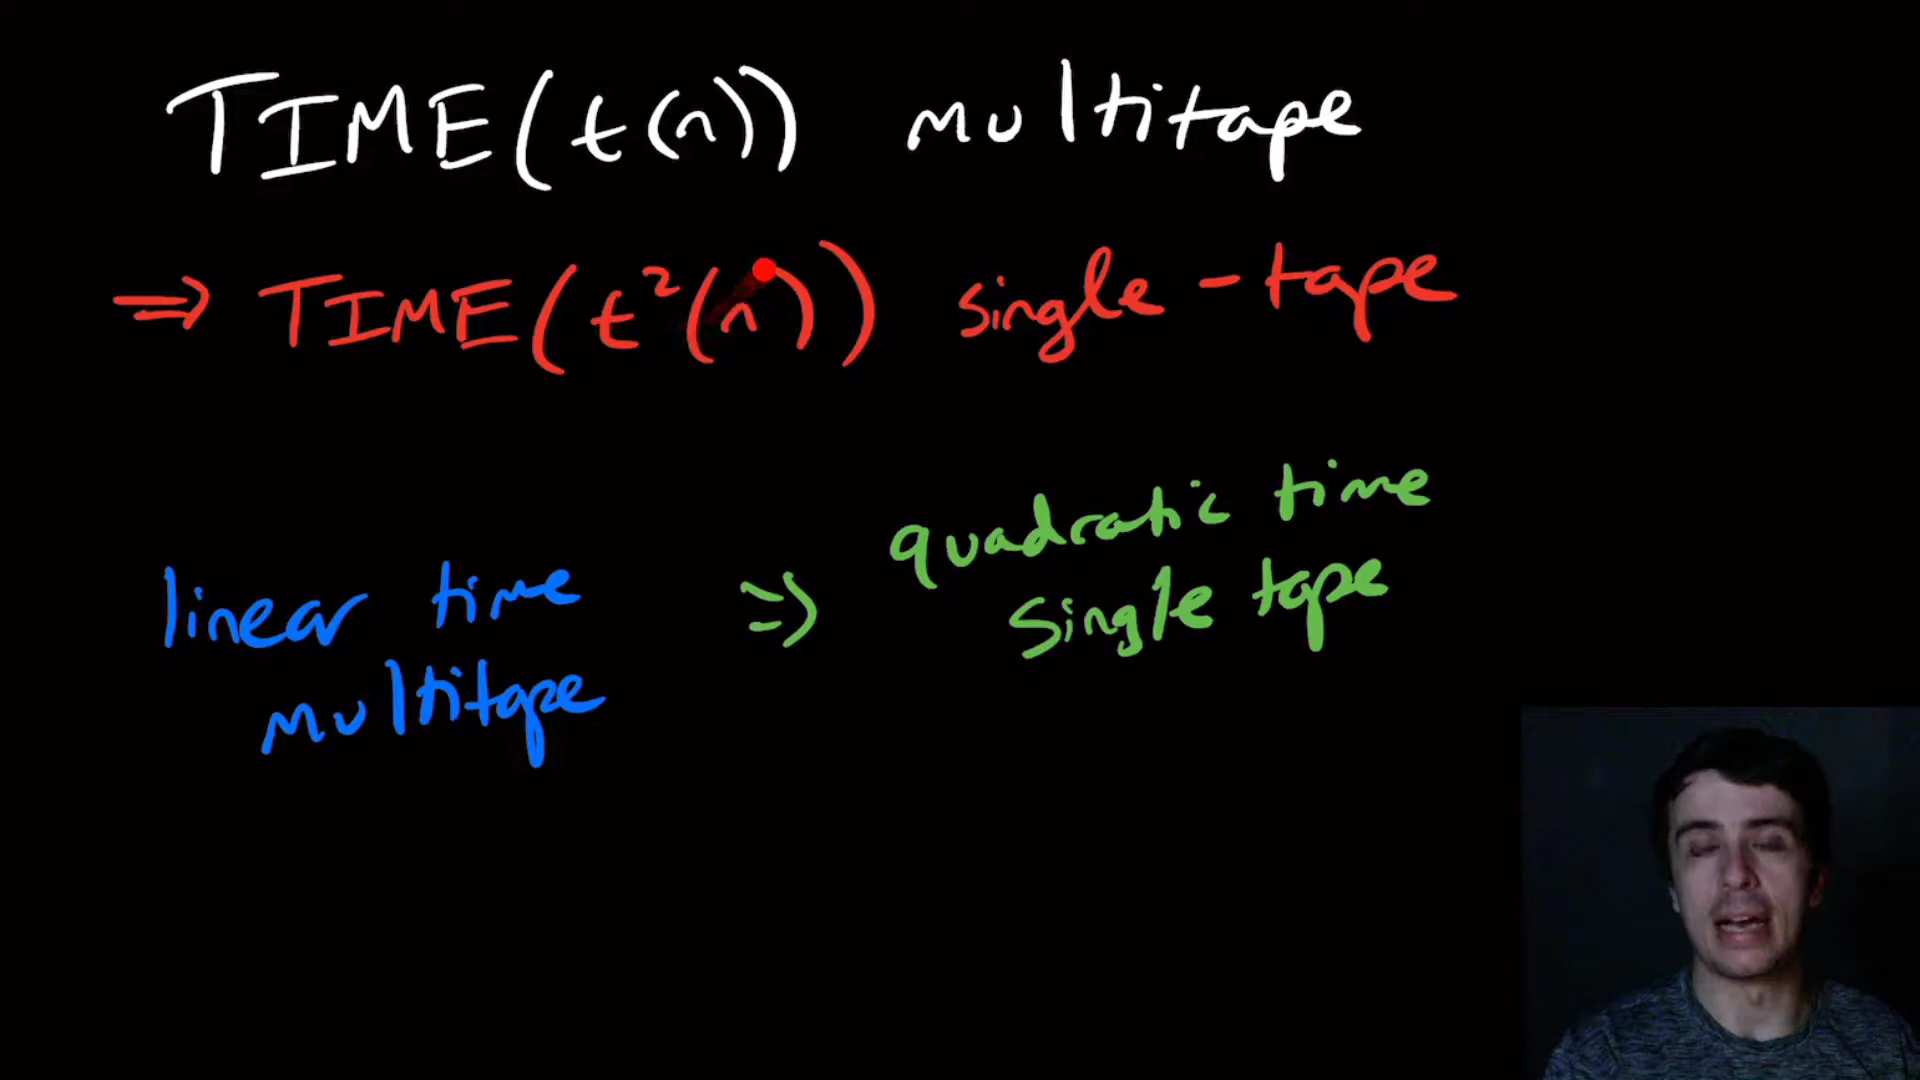 TIME(t(n)) multitape
⇒ TIME(t²(n)) single-tape
linear time
multitape
⇒
quadratic time
single tape